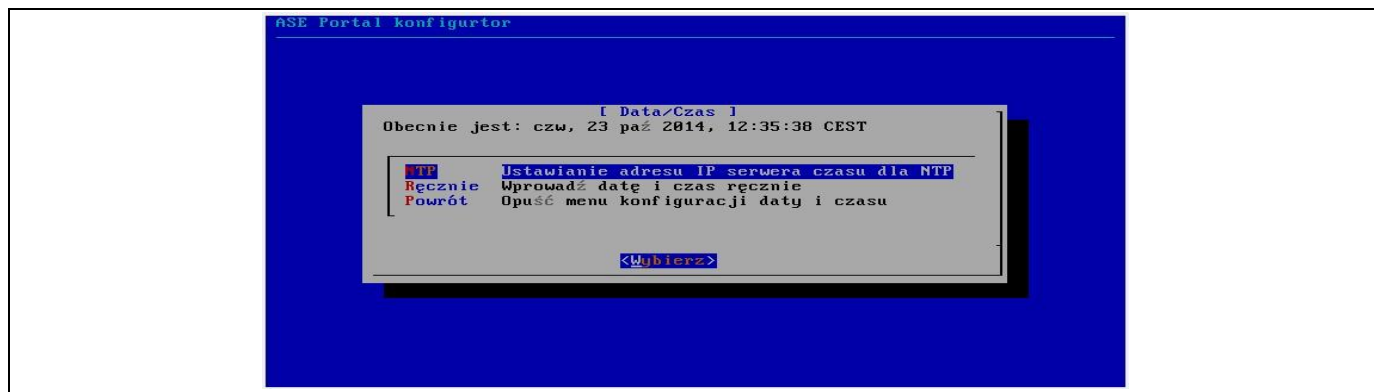 ASE Portal konfigurtor
[ Data/Czas ]
Obecnie jest: czw, 23 paź 2014, 12:35:38 CEST
NTP Ustawianie adresu IP serwera czasu dla NTP
Ręcznie Wprowadź datę i czas ręcznie
Powrót Opuść menu konfiguracji daty i czasu
<Wybierz>